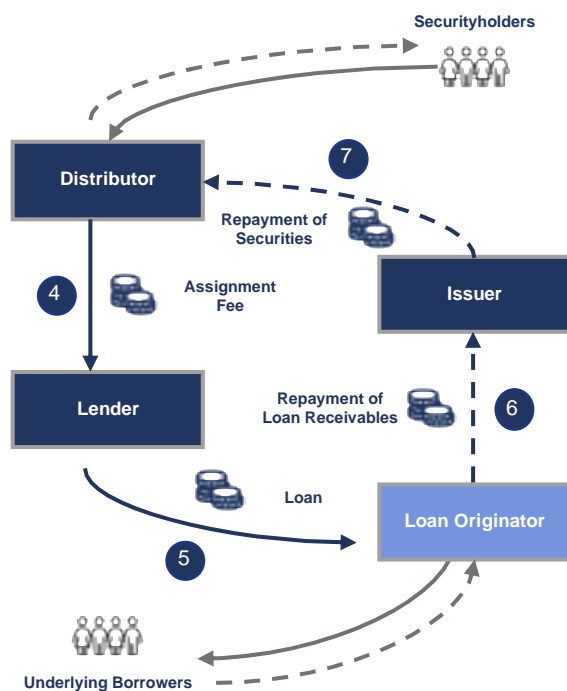 Securityholders
7
Distributor
Repayment of
Securities
4
Assignment
Fee
Issuer
Lender
Repayment of
Loan Receivables
6
Loan
Loan Originator
5
Underlying Borrowers